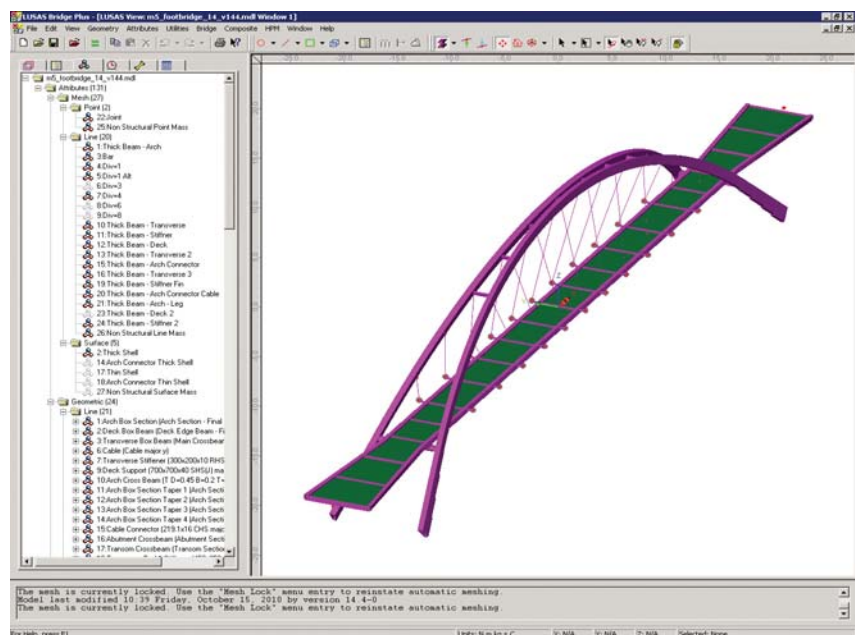 LUSAS Bridge Plus - [LUSAS View: m5_footbridge_14_v144.mdl Window 1]
File Edit View Geometry Attributes Utilities Bridge Composite HPM Window Help
m5_footbridge_14_v144.mdl
Attributes (131)
Mesh (27)
Point (2)
22:Joint
25:Non Structural Point Mass
Line (20)
1:Thick Beam - Arch
3:Bar
4:Div=1
5:Div=1 Alt
6:Div=3
7:Div=4
8:Div=6
9:Div=8
10:Thick Beam - Transverse
11:Thick Beam - Stiffner
12:Thick Beam - Deck
13:Thick Beam - Transverse 2
15:Thick Beam - Arch Connector
16:Thick Beam - Transverse 3
19:Thick Beam - Stiffner Fin
20:Thick Beam - Arch Connector Cable
21:Thick Beam - Arch - Leg
23:Thick Beam - Deck 2
24:Thick Beam - Stiffner 2
26:Non Structural Line Mass
Surface (5)
2:Thick Shell
14:Arch Connector Thick Shell
17:Thin Shell
18:Arch Connector Thin Shell
27:Non Structural Surface Mass
Geometric (24)
Line (21)
1:Arch Box Section (Arch Section - Final
2:Deck Box Beam (Deck Edge Beam - Fi
3:Transverse Box Beam (Main Crossbear
6:Cable (Cable major y)
7:Transverse Stiffener (300x200x10 RHS
9:Deck Support (700x700x40 SHS(J) ma
10:Arch Cross Beam (T D=0.45 B=0.2 T=
11:Arch Box Section Taper 1 (Arch Secti
12:Arch Box Section Taper 2 (Arch Secti
13:Arch Box Section Taper 3 (Arch Secti
14:Arch Box Section Taper 4 (Arch Secti
15:Cable Connector (219.1x16 CHS majc
16:Abutment Crossbeam (Abutment Secti
17:Transom Crossbeam (Transom Section
The mesh is currently locked. Use the "Mesh Lock" menu entry to reinstate automatic meshing.
Model last modified 10:39 Friday, October 15, 2010 by version 14.4-0
The mesh is currently locked. Use the "Mesh Lock" menu entry to reinstate automatic meshing.
For Help, press F1
Units: N,m,kg,s,C X: N/A Y: N/A Z: N/A Selected: None